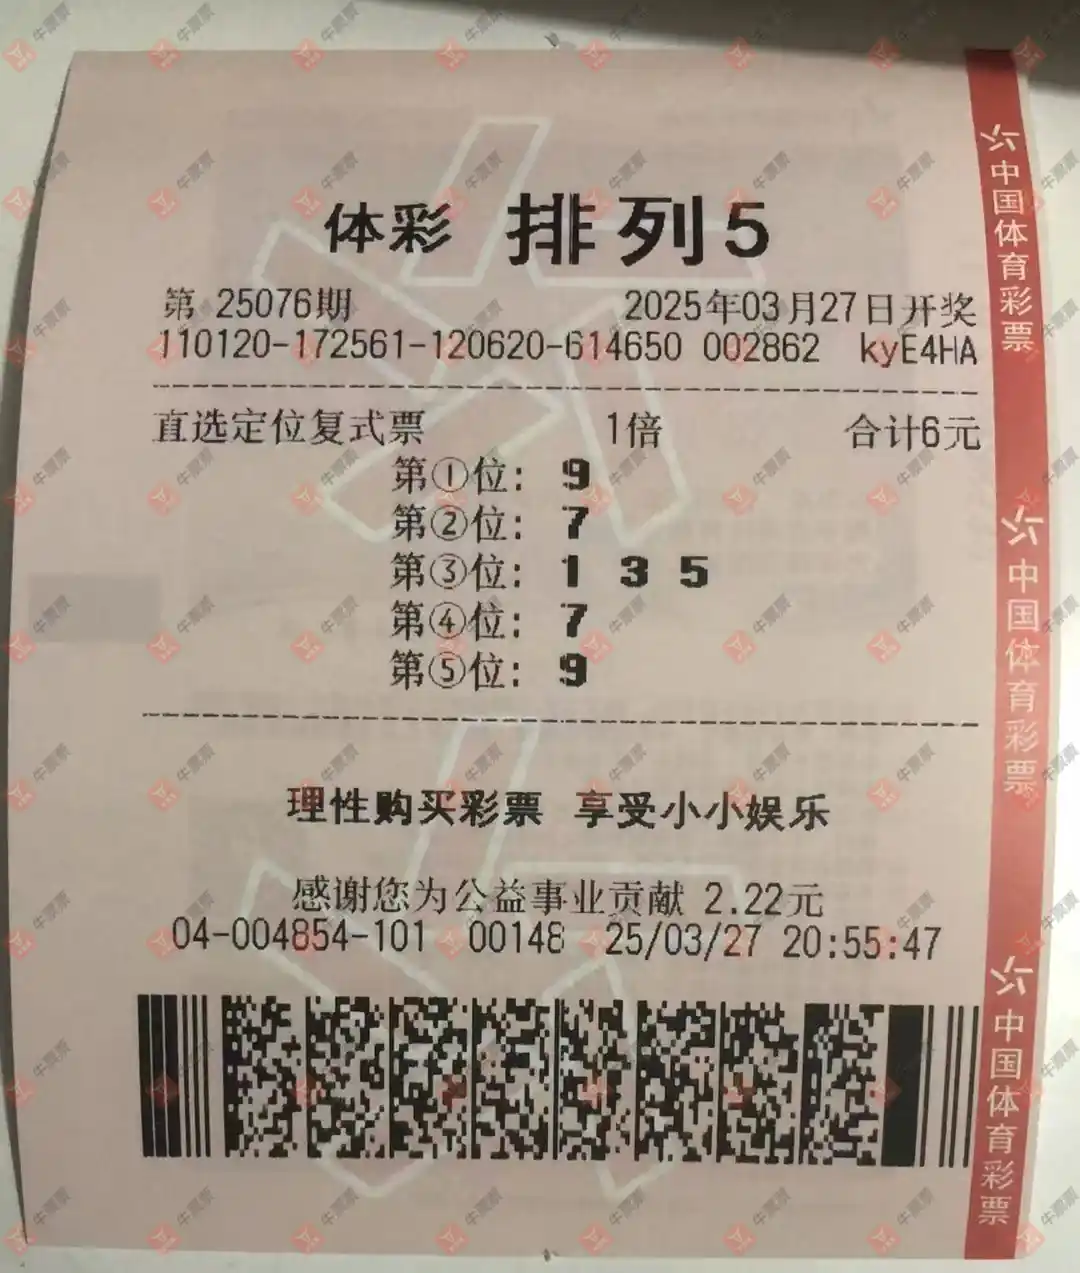 体彩 排列5
第 25076期 2025年03月27日开奖
110120-172561-120620-614650 002862 kyE4HA
直选定位复式票 1倍 合计6元
第①位: 9
第②位: 7
第③位: 1 3 5
第④位: 7
第⑤位: 9
理性购买彩票 享受小小娱乐
感谢您为公益事业贡献 2.22元
04-004854-101 00148 25/03/27 20:55:47
中国体育彩票
中国体育彩票
中国体育彩票
牛票票